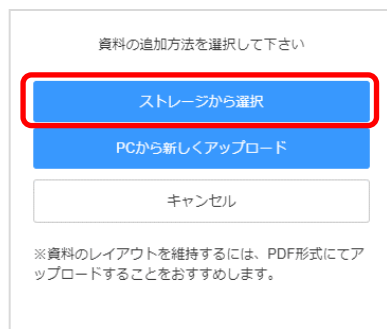 資料の追加方法を選択して下さい
ストレージから選択
PCから新しくアップロード
キャンセル
※資料のレイアウトを維持するには、PDF形式にてア
ップロードすることをおすすめします。